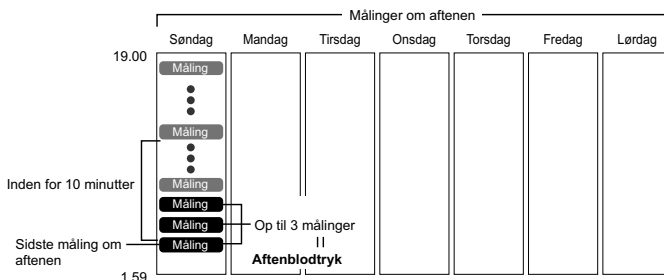 Målinger om aftenen
Søndag Mandag Tirsdag Onsdag Torsdag Fredag Lørdag
19.00
Måling
Måling
Inden for 10 minutter
Måling
Måling
Måling
Op til 3 målinger
Sidste måling om
aftenen
Måling
Aftenblodtryk
1.59